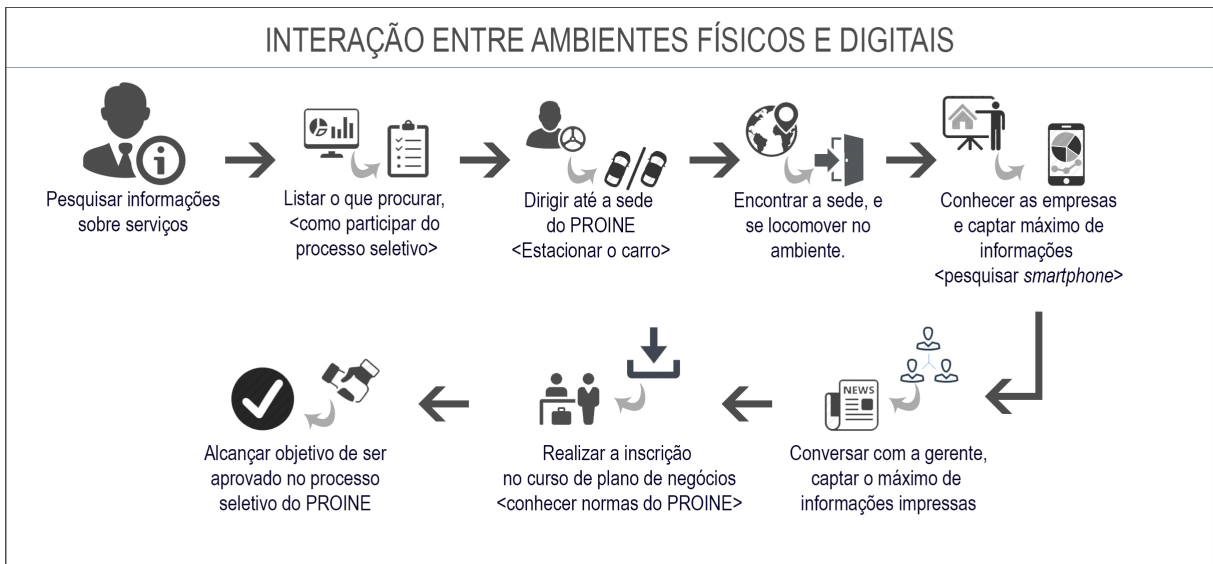 INTERAÇÃO ENTRE AMBIENTES FÍSICOS E DIGITAIS
Pesquisar informações
sobre serviços
Listar o que procurar,
<como participar do
processo seletivo>
Dirigir até a sede
do PROINE
<Estacionar o carro>
Encontrar a sede, e
se locomover no
ambiente.
Conhecer as empresas
e captar máximo de
informações
<pesquisar smartphone>
NEWS
Conversar com a gerente,
captar o máximo de
informações impressas
Realizar a inscrição
no curso de plano de negócios
<conhecer normas do PROINE>
Alcançar objetivo de ser
aprovado no processo
seletivo do PROINE